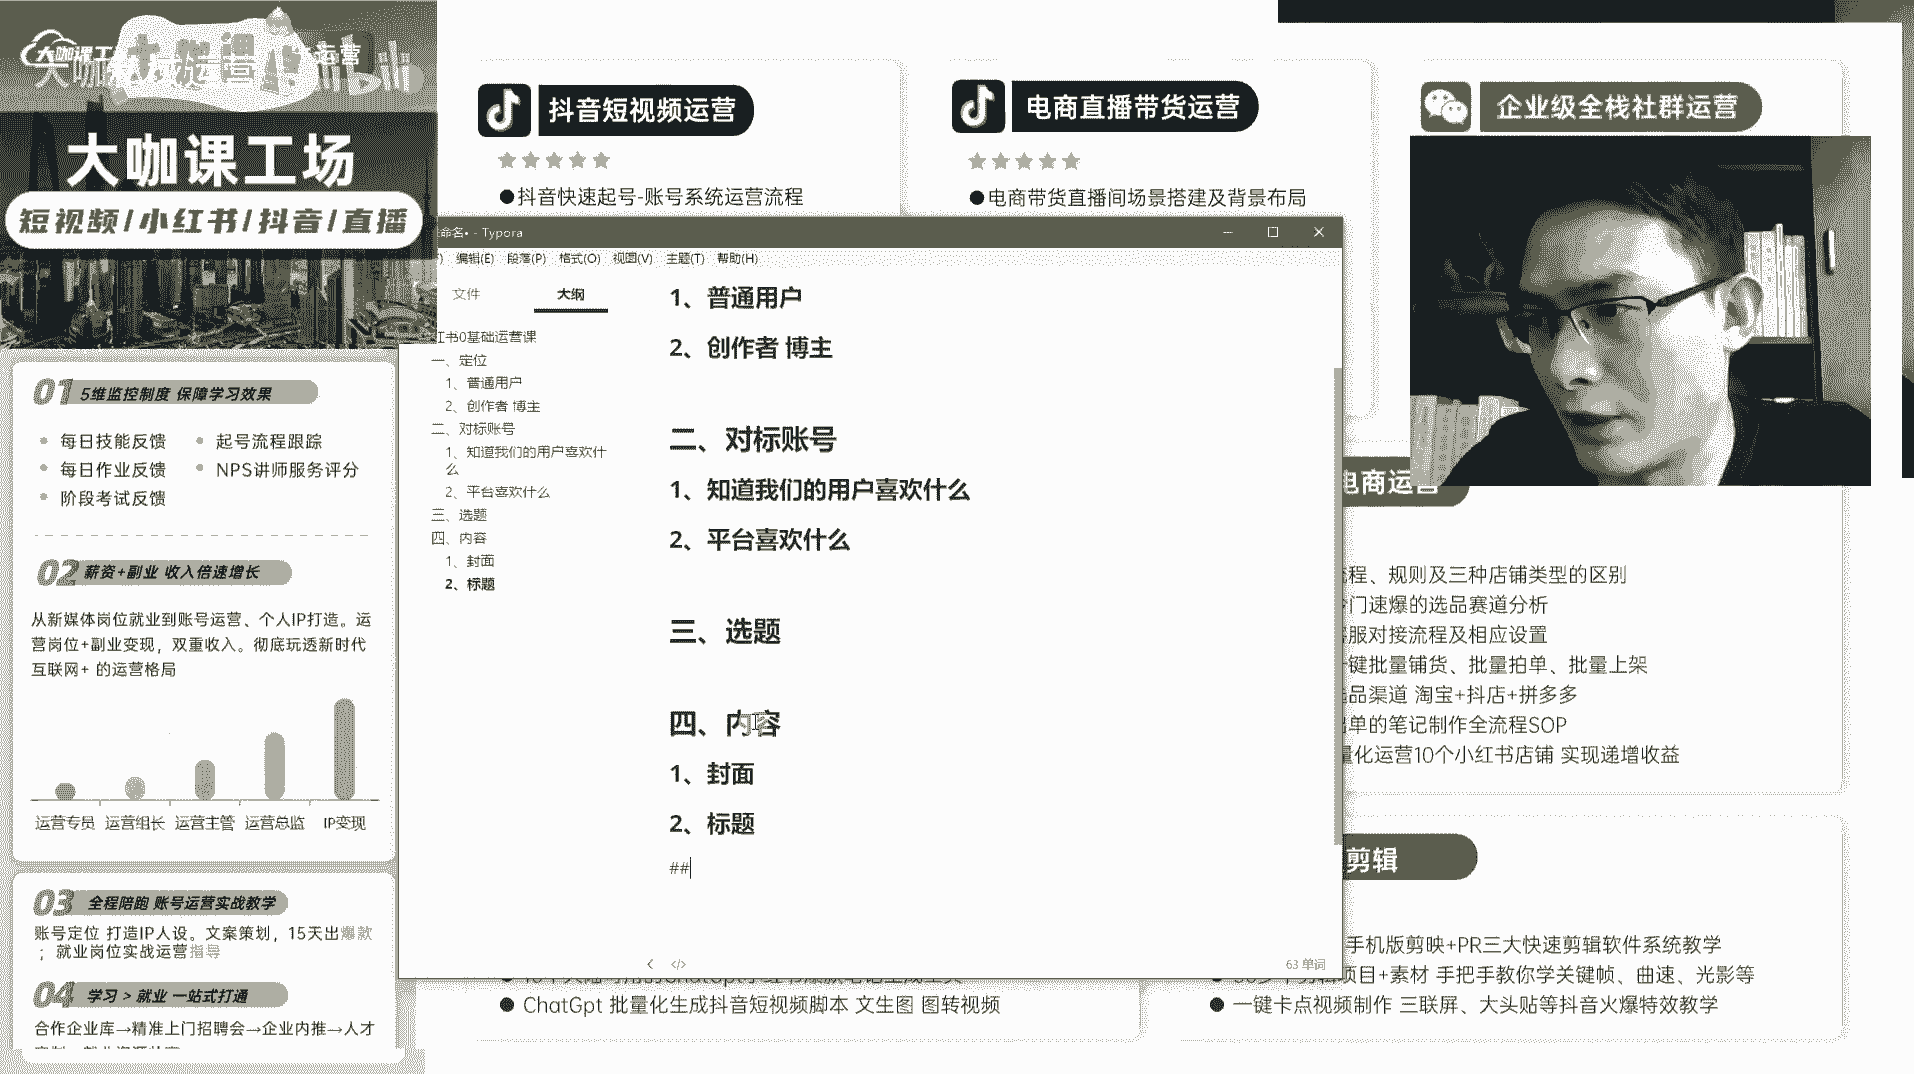 大咖课工场
短视频/小红书/抖音/直播
01 5维监控制度 保障学习效果
每日技能反馈
起号流程跟踪
每日作业反馈
NPS讲师服务评分
阶段考试反馈
02 薪资+副业 收入倍速增长
从新媒体岗位就业到账号运营、个人IP打造。运
营岗位+副业变现，双重收入。彻底玩透新时代
互联网+ 的运营格局
运营专员 运营组长 运营主管 运营总监 IP变现
03 全程陪跑 账号运营实战教学
账号定位 打造IP人设。文案策划，15天出爆款
；就业岗位实战运营指导
04 学习 > 就业 一站式打通
合作企业库→精准上门招聘会→企业内推→人才
抖音短视频运营
●抖音快速起号-账号系统运营流程
电商直播带货运营
●电商带货直播间场景搭建及背景布局
企业级全栈社群运营
命名• - Typora
编辑(E) 段落(P) 格式(O) 视图(V) 主题(T) 帮助(H)
文件 大纲
书0基础运营课
一、定位
1、普通用户
2、创作者 博主
二、对标账号
1、知道我们的用户喜欢什
么
2、平台喜欢什么
三、选题
四、内容
1、封面
2、标题
1、普通用户
2、创作者 博主
二、对标账号
1、知道我们的用户喜欢什么
2、平台喜欢什么
三、选题
四、内容
1、封面
2、标题
##
</> 63 单词
电商运营
程、规则及三种店铺类型的区别
门速爆的选品赛道分析
服对接流程及相应设置
键批量铺货、批量拍单、批量上架
品渠道 淘宝+抖店+拼多多
单的笔记制作全流程SOP
量化运营10个小红书店铺 实现递增收益
剪辑
手机版剪映+PR三大快速剪辑软件系统教学
项目+素材 手把手教你学关键帧、曲速、光影等
●一键卡点视频制作 三联屏、大头贴等抖音火爆特效教学
●ChatGpt 批量化生成抖音短视频脚本 文生图 图转视频